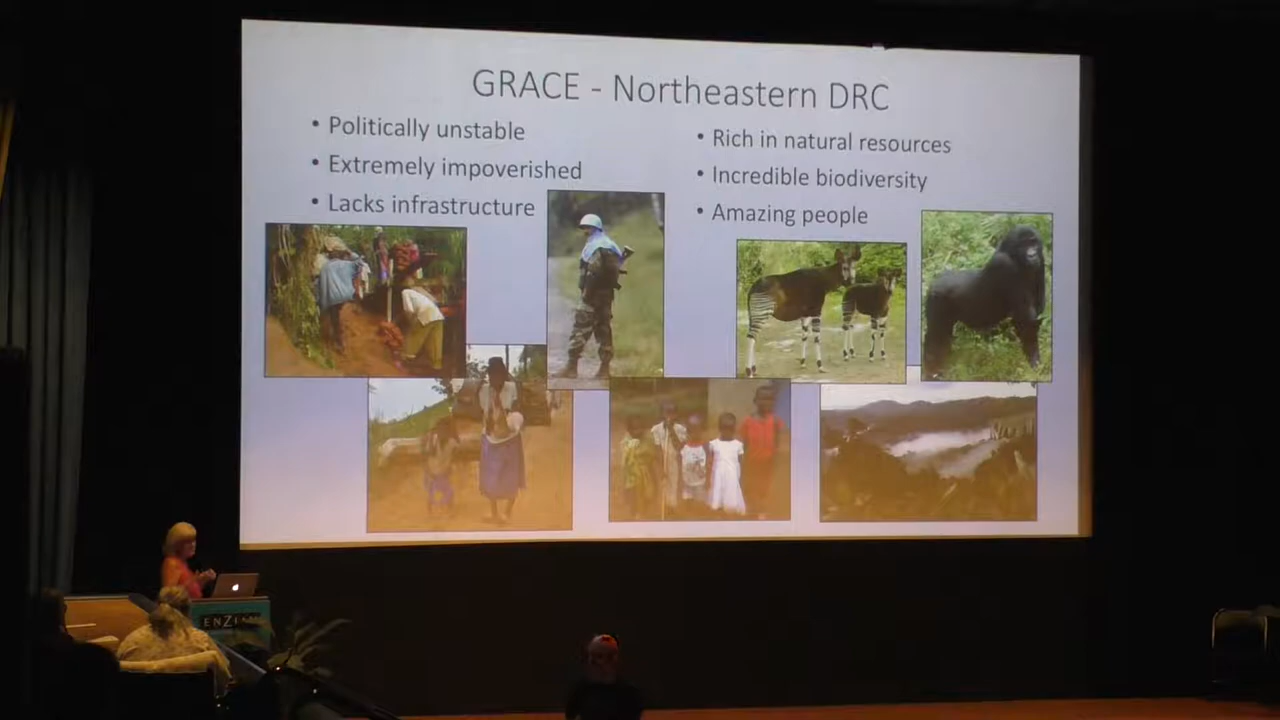 GRACE - Northeastern DRC
• Politically unstable
• Extremely impoverished
• Lacks infrastructure
• Rich in natural resources
• Incredible biodiversity
• Amazing people